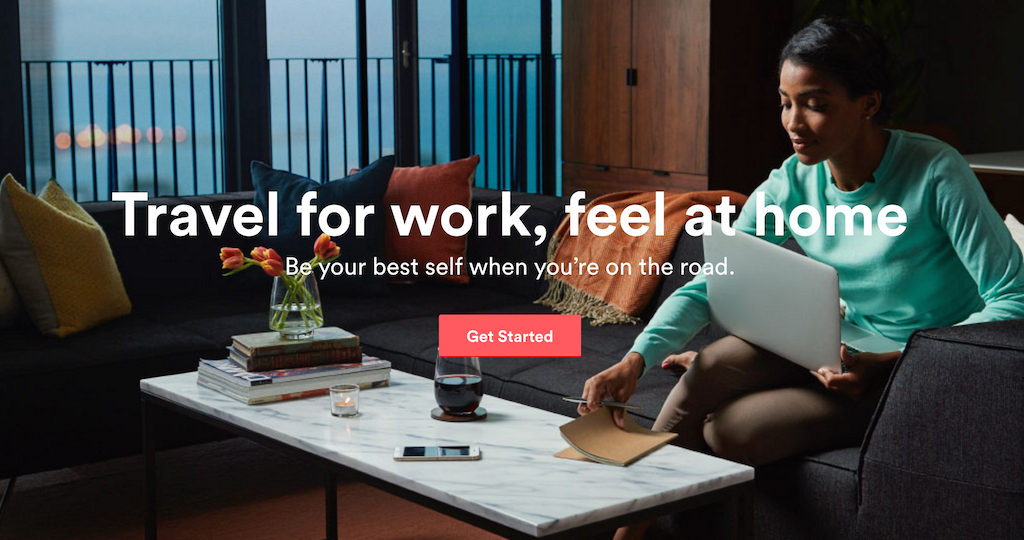 Travel for work, feel at home
Be your best self when you’re on the road.
Get Started